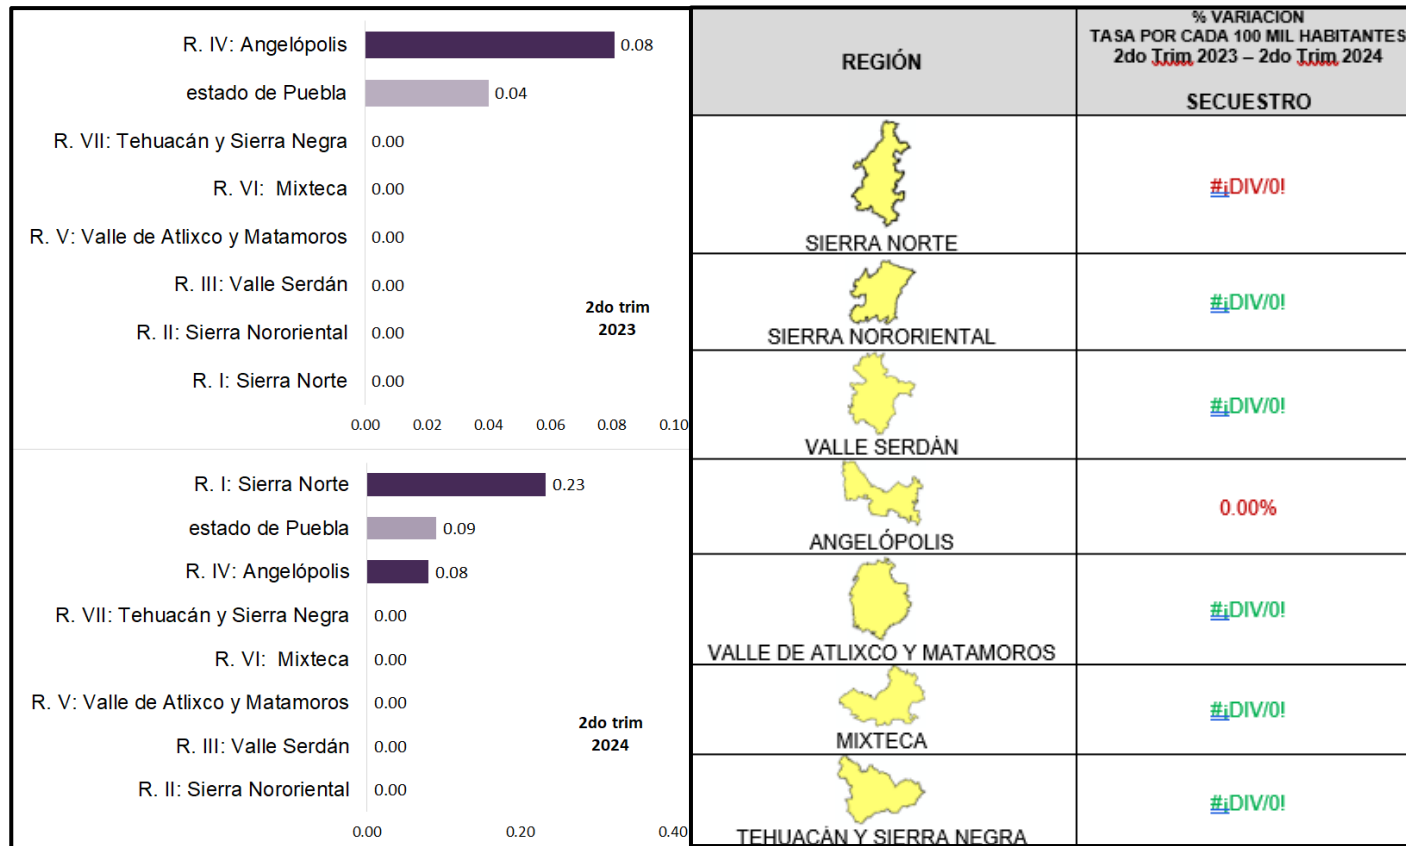 R. IV: Angelópolis 0.08
estado de Puebla 0.04
R. VII: Tehuacán y Sierra Negra 0.00
R. VI: Mixteca 0.00
R. V: Valle de Atlixco y Matamoros 0.00
R. III: Valle Serdán 0.00
R. II: Sierra Nororiental 0.00
R. I: Sierra Norte 0.00
2do trim
2023
0.00 0.02 0.04 0.06 0.08 0.10
R. I: Sierra Norte 0.23
estado de Puebla 0.09
R. IV: Angelópolis 0.08
R. VII: Tehuacán y Sierra Negra 0.00
R. VI: Mixteca 0.00
R. V: Valle de Atlixco y Matamoros 0.00
R. III: Valle Serdán 0.00
R. II: Sierra Nororiental 0.00
2do trim
2024
0.00 0.20 0.40
REGIÓN
% VARIACION
TASA POR CADA 100 MIL HABITANTES
2do Trim 2023 – 2do Trim 2024
SECUESTRO
SIERRA NORTE
#¡DIV/0!
SIERRA NORORIENTAL
#¡DIV/0!
VALLE SERDÁN
#¡DIV/0!
ANGELÓPOLIS
0.00%
VALLE DE ATLIXCO Y MATAMOROS
#¡DIV/0!
MIXTECA
#¡DIV/0!
TEHUACÁN Y SIERRA NEGRA
#¡DIV/0!